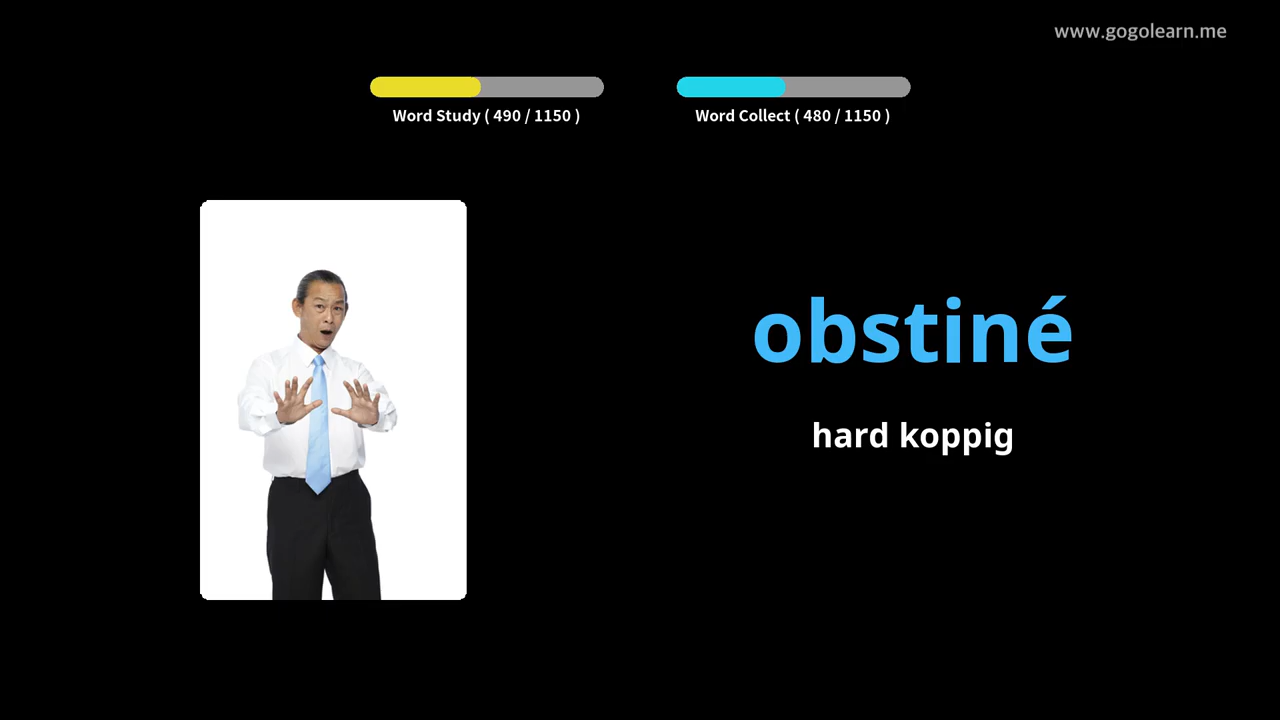 www.gogolearn.me
Word Study ( 490 / 1150 )
Word Collect ( 480 / 1150 )
obstiné
hard koppig